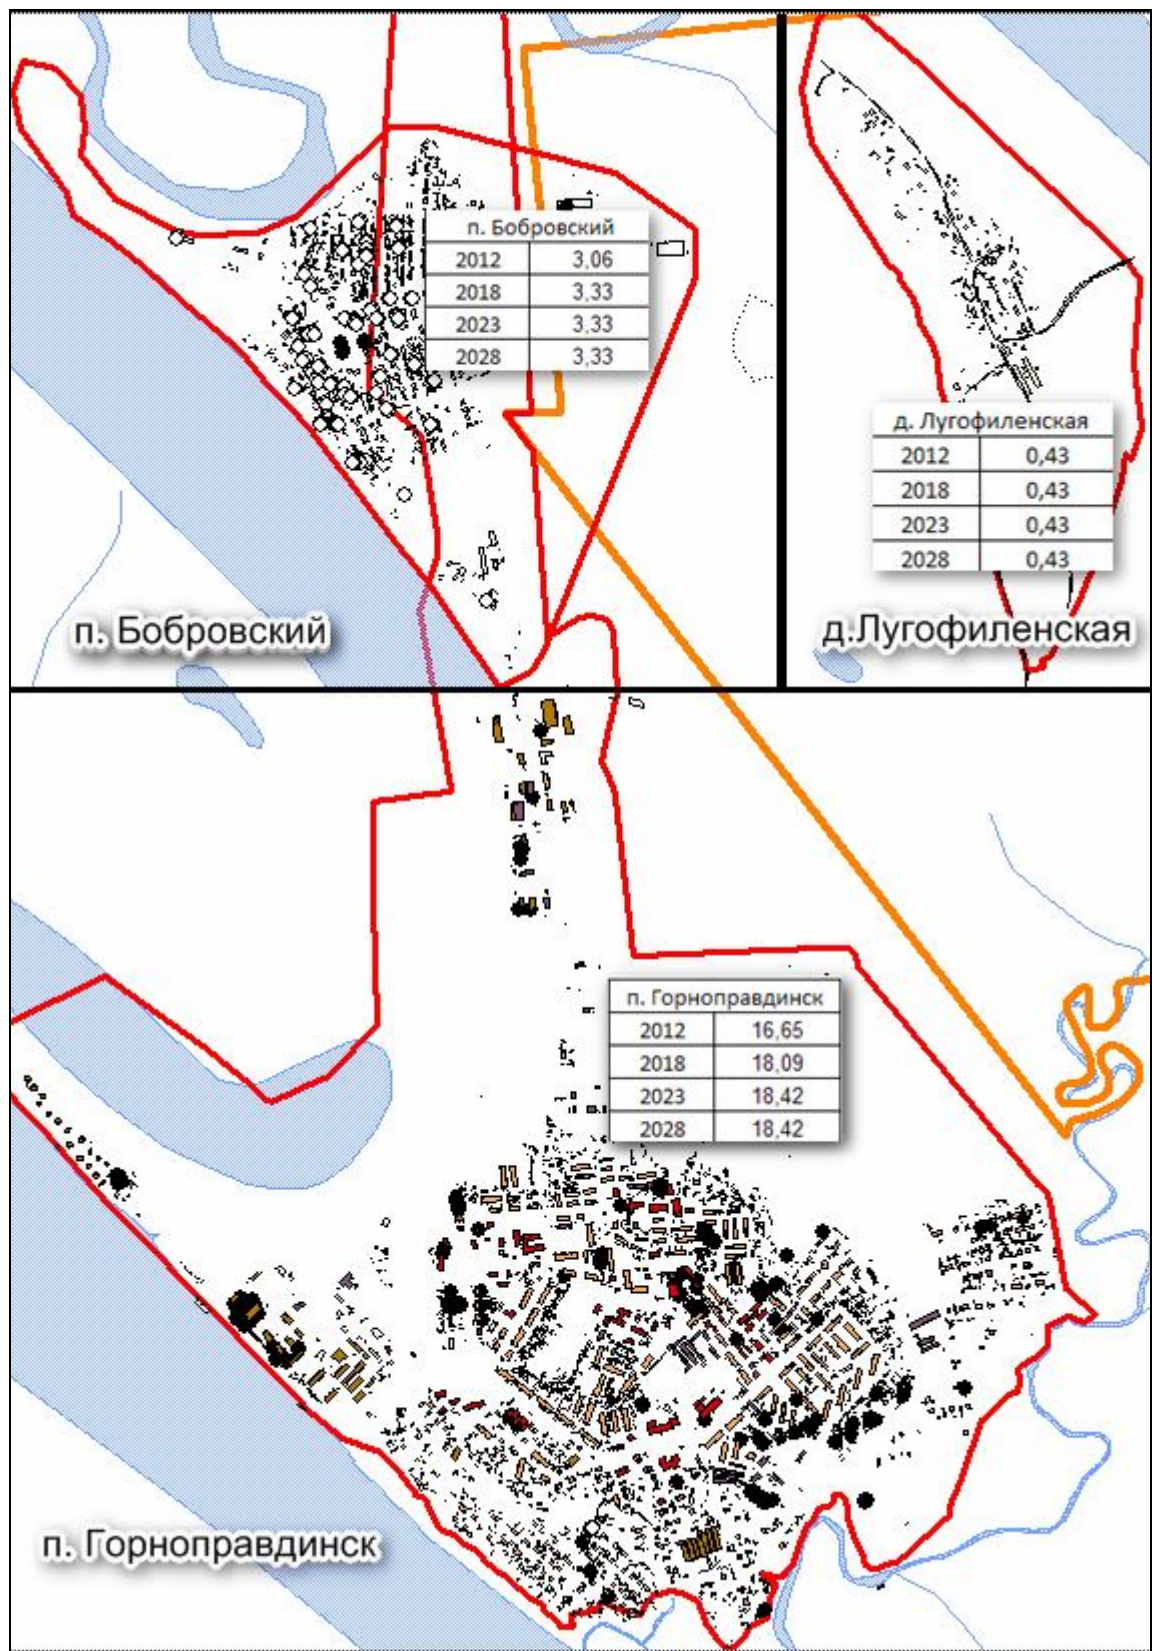 п. Бобровский
2012 3,06
2018 3,33
2023 3,33
2028 3,33
п. Бобровский
д. Лугофиленская
2012 0,43
2018 0,43
2023 0,43
2028 0,43
д.Лугофиленская
п. Горноправдинск
2012 16,65
2018 18,09
2023 18,42
2028 18,42
п. Горноправдинск